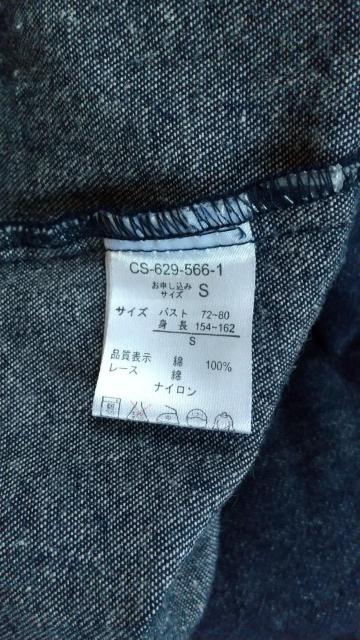 CS-629-566-1
お申し込み
サイズ S
サイズ バスト 72~80
身 長 154~162
S
品質表示 綿 100%
レース 綿
ナイロン